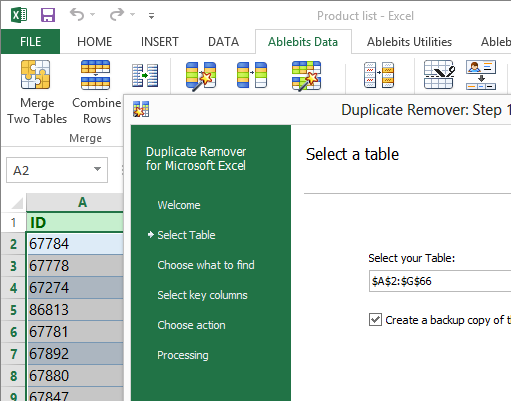 Product list - Excel
FILE HOME INSERT DATA Ablebits Data Ablebits Utilities Ableb
Merge
Two Tables
Combine
Rows
Merge
Duplicate Remover: Step 1
A2
Duplicate Remover
for Microsoft Excel
Welcome
Select Table
Choose what to find
Select key columns
Choose action
Processing
Select a table
Select your Table:
$A$2:$G$66
Create a backup copy of t
A
1 ID
2 67784
3 67778
4 67274
5 86813
6 67781
7 67892
8 67880
9 67847